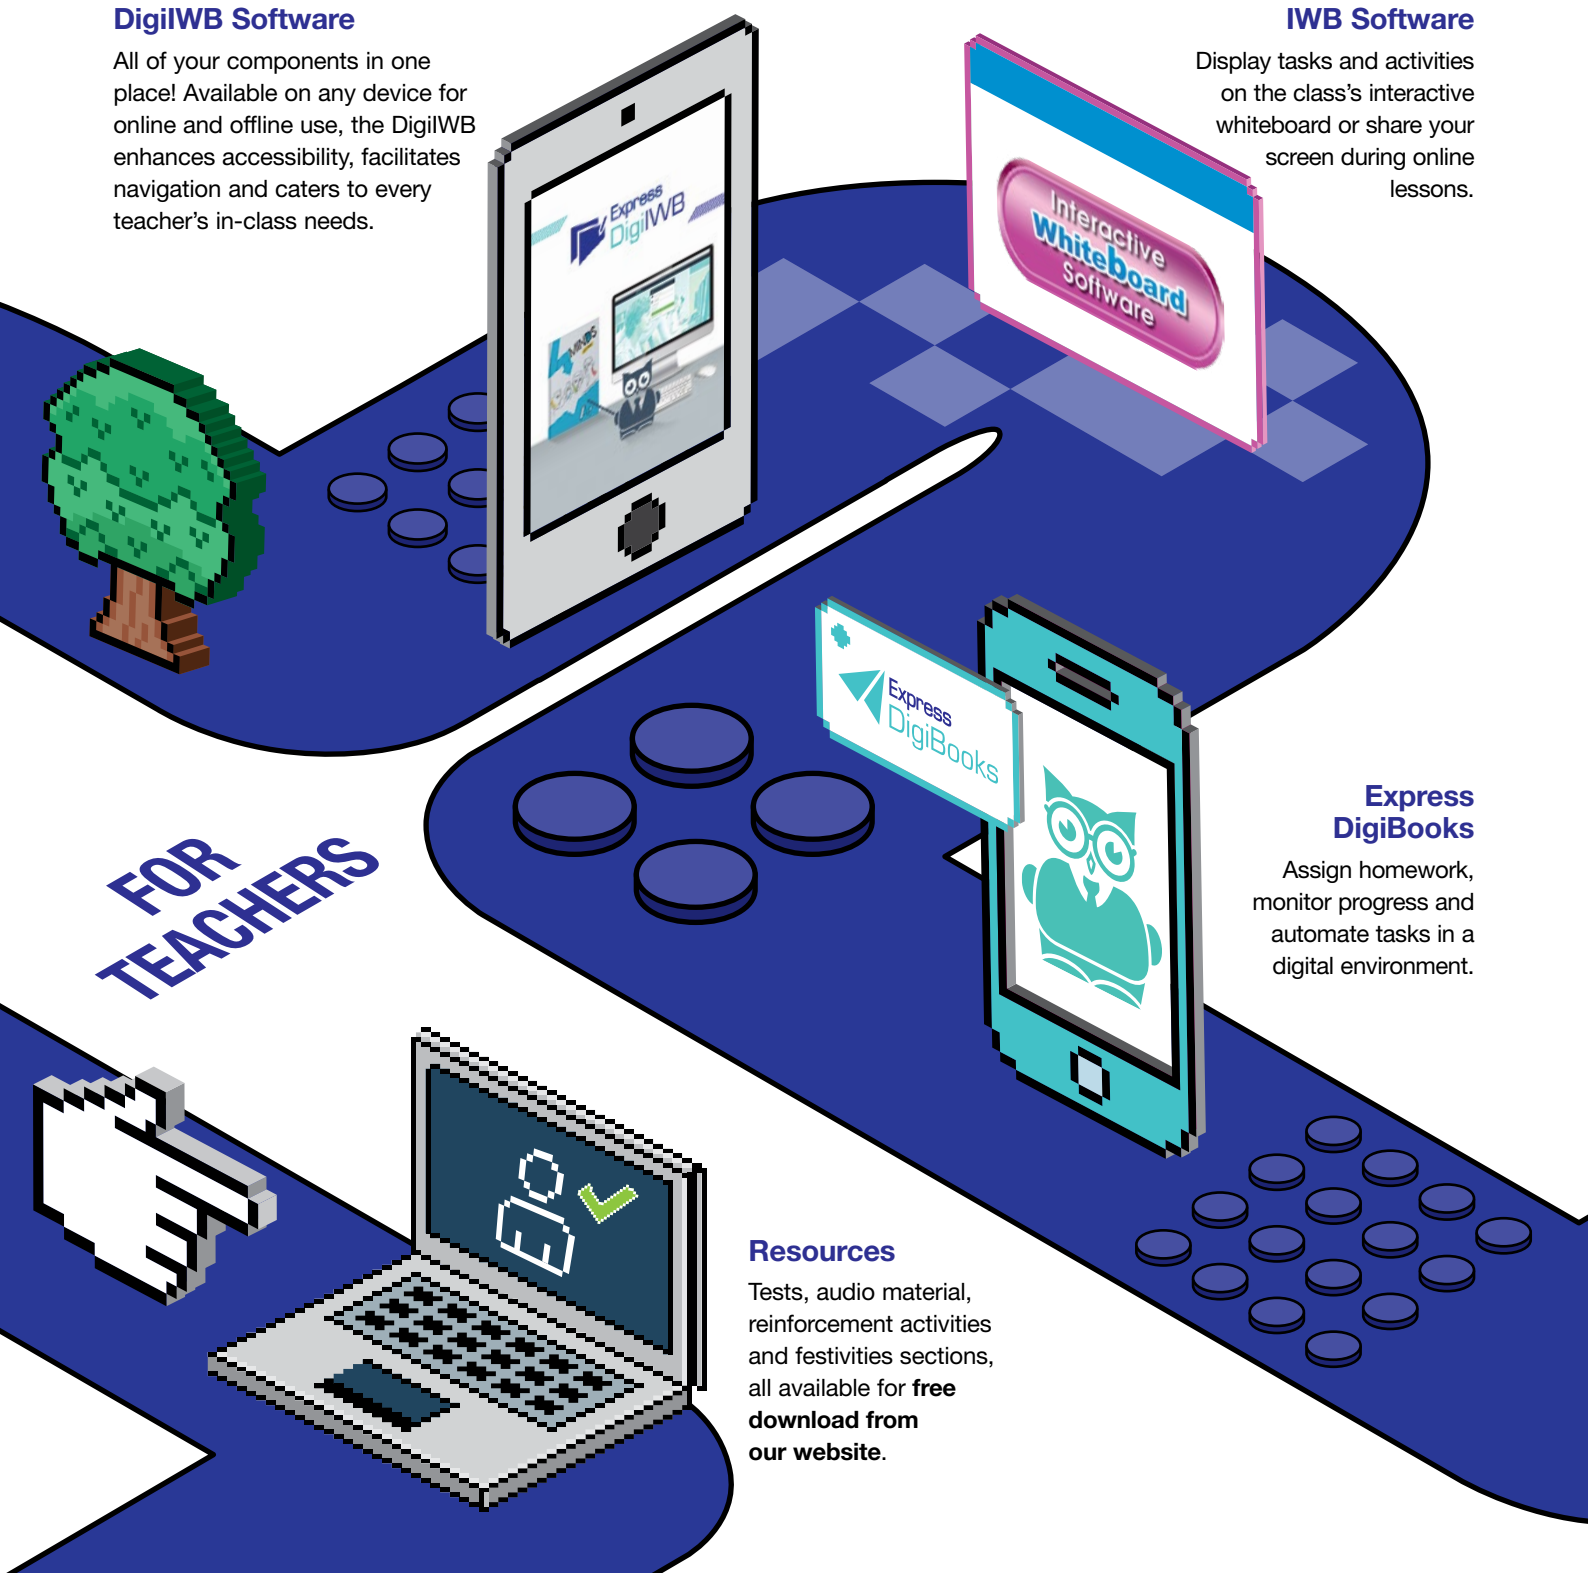 DigiIWB Software
All of your components in one
place! Available on any device for
online and offline use, the DigiIWB
enhances accessibility, facilitates
navigation and caters to every
teacher's in-class needs.
IWB Software
Display tasks and activities
on the class's interactive
whiteboard or share your
screen during online
lessons.
Express
DigiIWB
Interactive
Whiteboard
Software
Express
DigiBooks
Express
DigiBooks
Assign homework,
monitor progress and
automate tasks in a
digital environment.
FOR
TEACHERS
Resources
Tests, audio material,
reinforcement activities
and festivities sections,
all available for free
download from
our website.